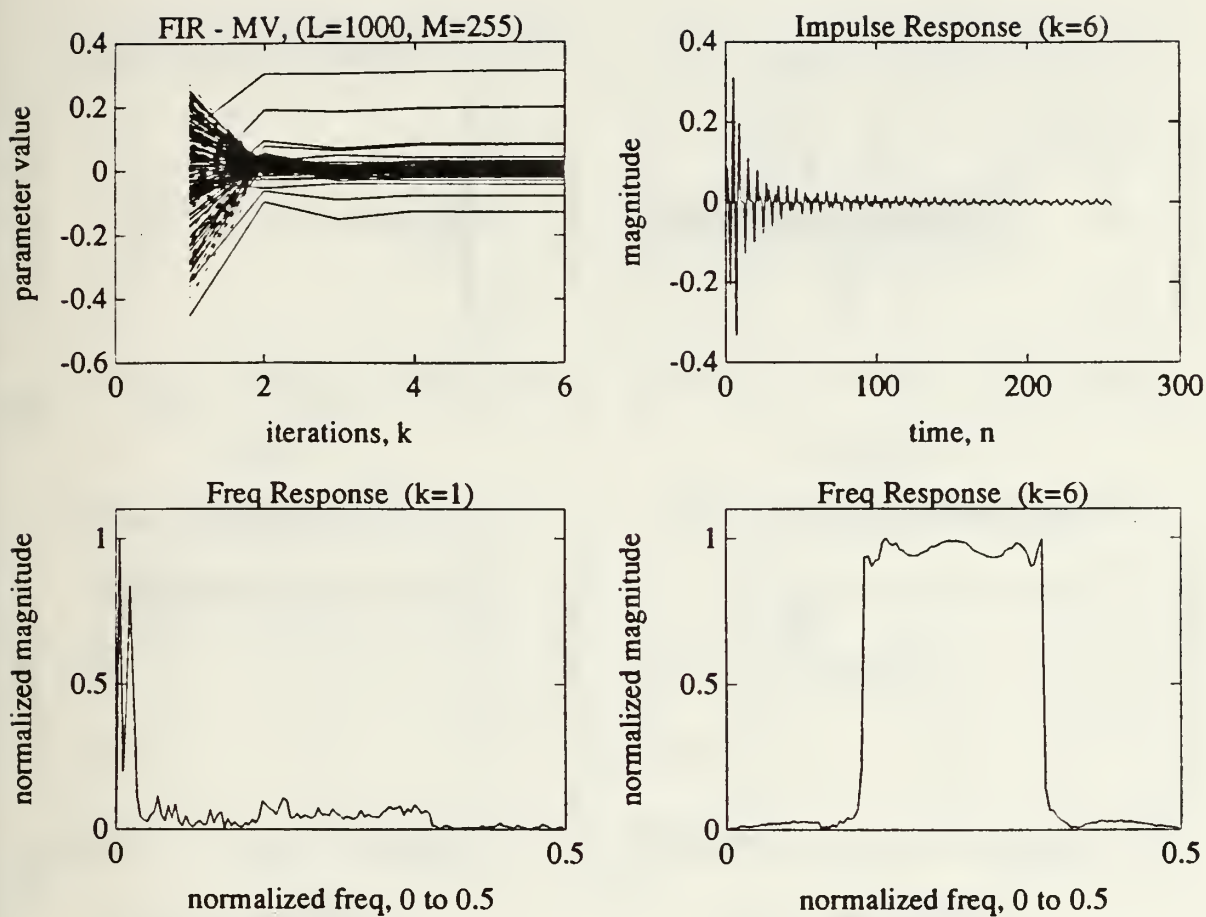 FIR - MV, (L=1000, M=255)
0.4
0.2
0
-0.2
-0.4
-0.6
parameter value
0
2
4
6
iterations, k
Impulse Response (k=6)
0.4
0.2
0
-0.2
-0.4
magnitude
0
100
200
300
time, n
Freq Response (k=1)
1
0.5
0
normalized magnitude
0
0.5
normalized freq, 0 to 0.5
Freq Response (k=6)
1
0.5
0
normalized magnitude
0
0.5
normalized freq, 0 to 0.5